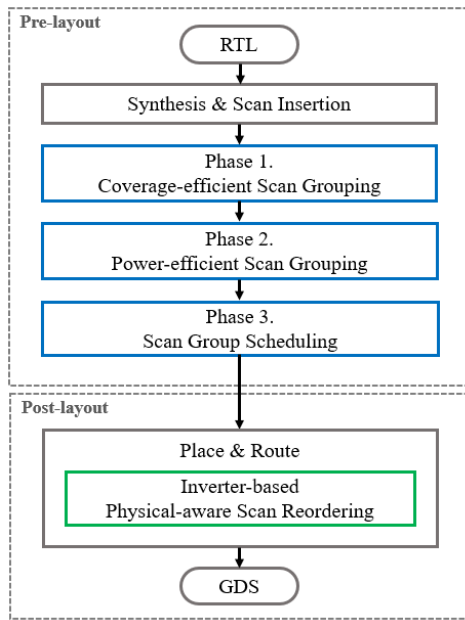 Pre-layout
RTL
Synthesis & Scan Insertion
Phase 1.
Coverage-efficient Scan Grouping
Phase 2.
Power-efficient Scan Grouping
Phase 3.
Scan Group Scheduling
Post-layout
Place & Route
Inverter-based
Physical-aware Scan Reordering
GDS